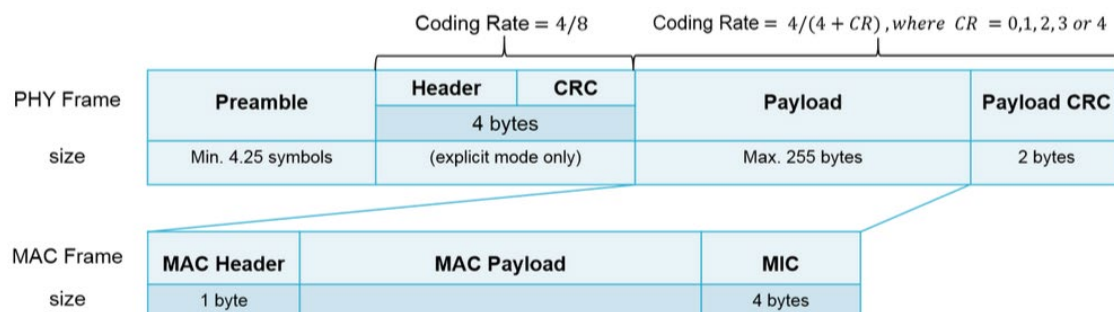 Coding Rate = 4/8
Coding Rate = 4/(4 + CR) , where CR = 0,1,2,3 or 4
PHY Frame
Preamble
Header
CRC
Payload
Payload CRC
4 bytes
size
Min. 4.25 symbols
(explicit mode only)
Max. 255 bytes
2 bytes
MAC Frame
MAC Header
MAC Payload
MIC
size
1 byte
4 bytes